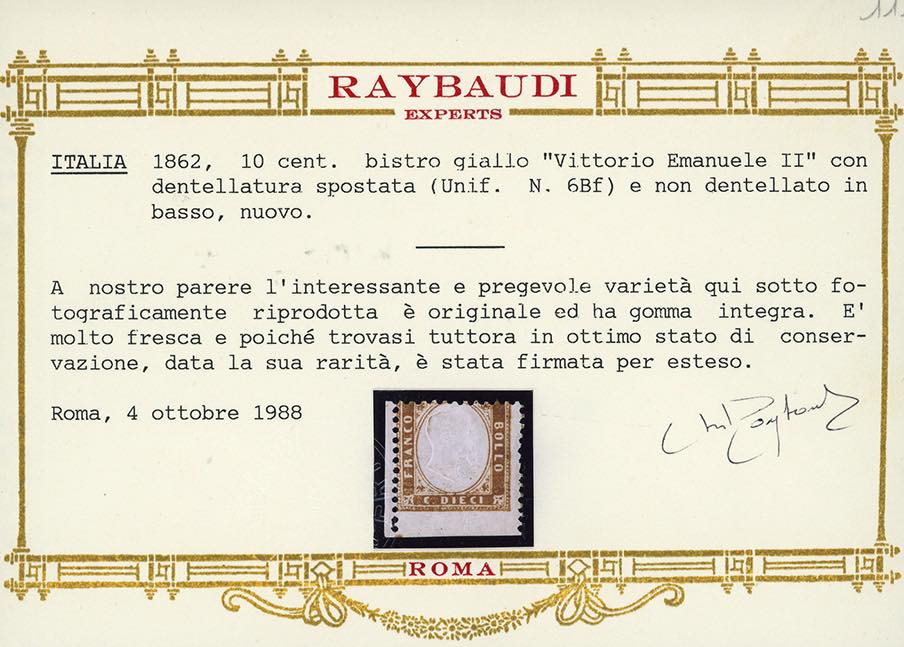 RAYBAUDI
EXPERTS
ITALIA 1862, 10 cent. bistro giallo "Vittorio Emanuele II" con
dentellatura spostata (Unif. N. 6Bf) e non dentellato in
basso, nuovo.
A nostro parere l'interessante e pregevole varietà qui sotto fo-
tograficamente riprodotta è originale ed ha gomma integra. E'
molto fresca e poiché trovasi tuttora in ottimo stato di conser-
vazione, data la sua rarità, è stata firmata per esteso.
Roma, 4 ottobre 1988
FRANCO
BOLLO
C. DIECI
ROMA